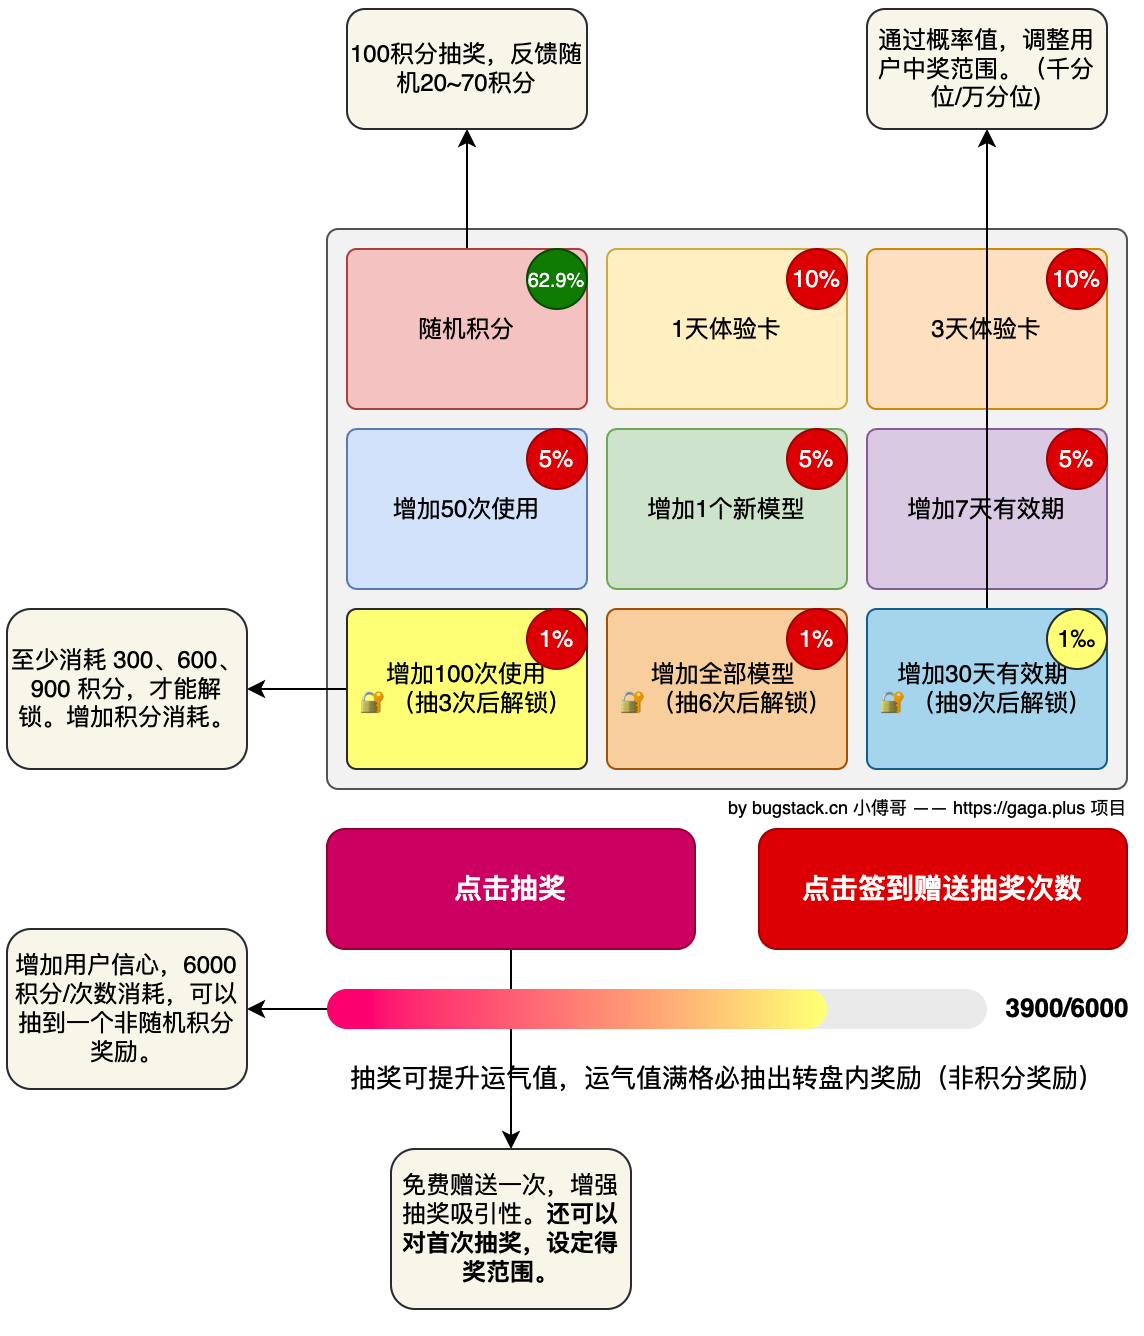 100积分抽奖，反馈随
机20~70积分
通过概率值，调整用
户中奖范围。（千分
位/万分位)
62.9%
随机积分
10%
1天体验卡
10%
3天体验卡
5%
增加50次使用
5%
增加1个新模型
5%
增加7天有效期
至少消耗 300、600、
900 积分，才能解
锁。增加积分消耗。
1%
增加100次使用
🔐 （抽3次后解锁）
1%
增加全部模型
🔐 （抽6次后解锁）
1‰
增加30天有效期
🔐 （抽9次后解锁）
by bugstack.cn 小傅哥 —— https://gaga.plus 项目
点击抽奖
点击签到赠送抽奖次数
增加用户信心，6000
积分/次数消耗，可以
抽到一个非随机积分
奖励。
3900/6000
抽奖可提升运气值，运气值满格必抽出转盘内奖励（非积分奖励）
免费赠送一次，增强
抽奖吸引性。还可以
对首次抽奖，设定得
奖范围。